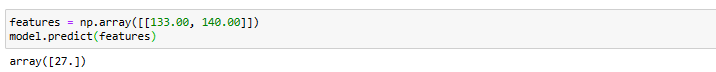 features = np.array([[133.00, 140.00]])
model.predict(features)
array([27.])